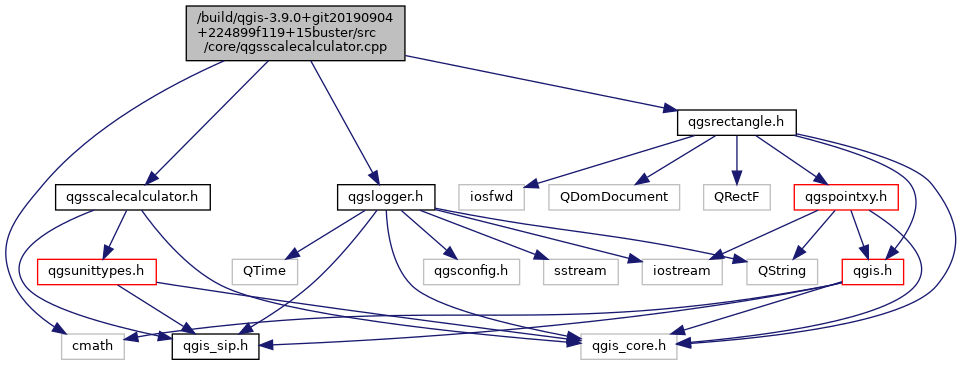 /build/qgis-3.9.0+git20190904
+224899f119+15buster/src
/core/qgsscalecalculator.cpp
qgsrectangle.h
qgsscalecalculator.h
qgslogger.h
iosfwd
QDomDocument
QRectF
qgspointxy.h
qgsunittypes.h
QTime
qgsconfig.h
sstream
iostream
QString
qgis.h
cmath
qgis_sip.h
qgis_core.h